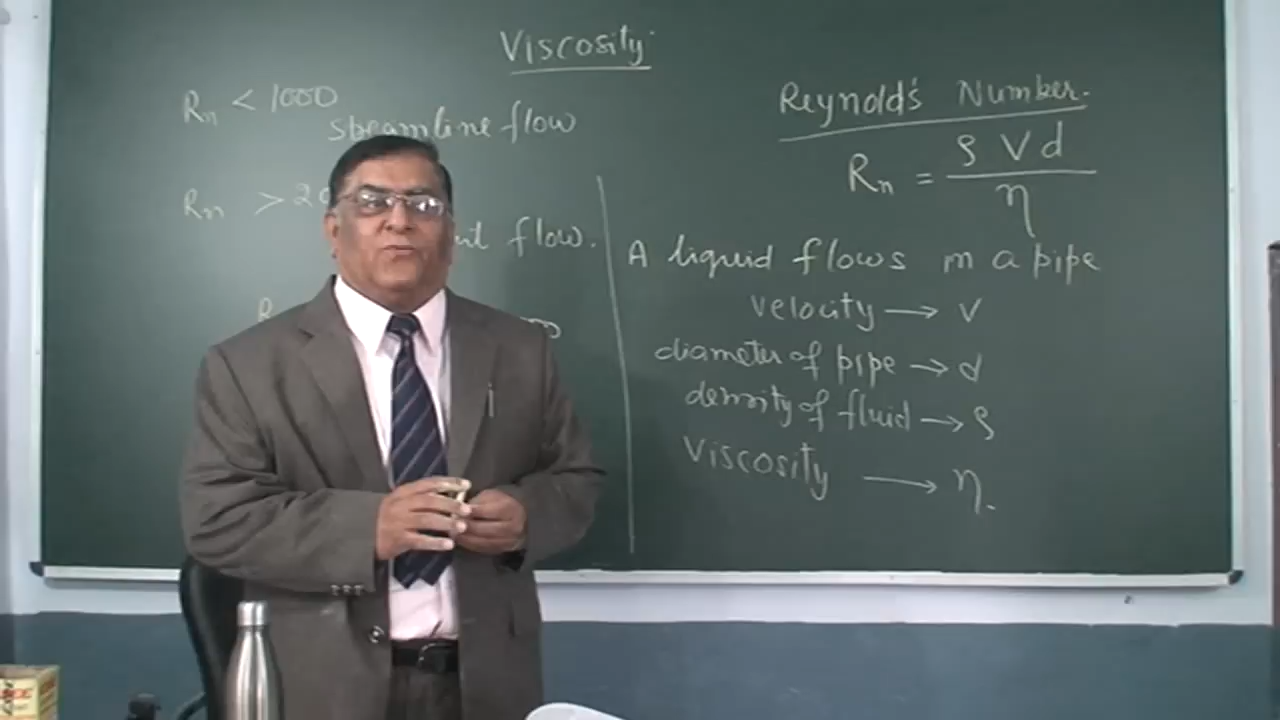 Viscosity
Rn < 1000
streamline flow
Rn > 20
flow.
Reynold's Number.
Rn = ρ V d / η
A liquid flows in a pipe
velocity → v
diameter of pipe → d
density of fluid → ρ
Viscosity → η.